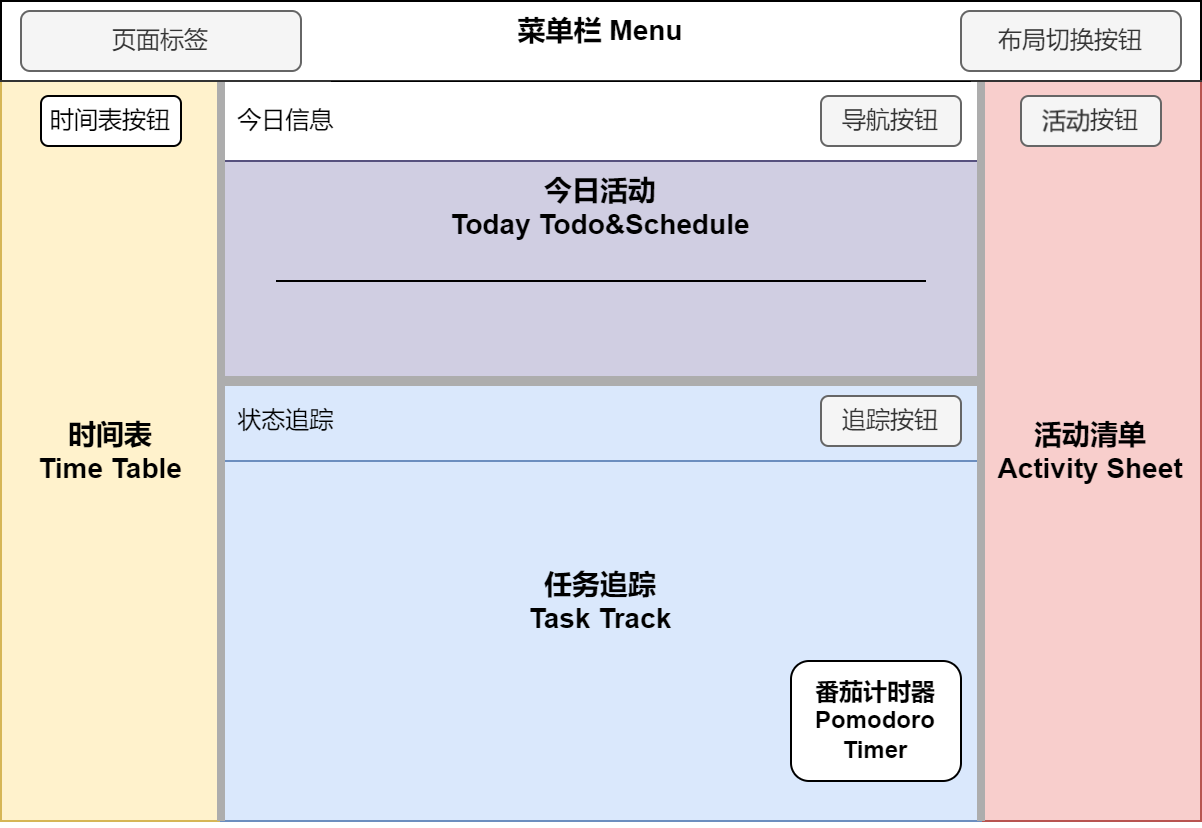 页面标签
菜单栏 Menu
布局切换按钮
时间表按钮
今日信息
导航按钮
活动按钮
今日活动
Today Todo&Schedule
状态追踪
追踪按钮
时间表
Time Table
活动清单
Activity Sheet
任务追踪
Task Track
番茄计时器
Pomodoro
Timer